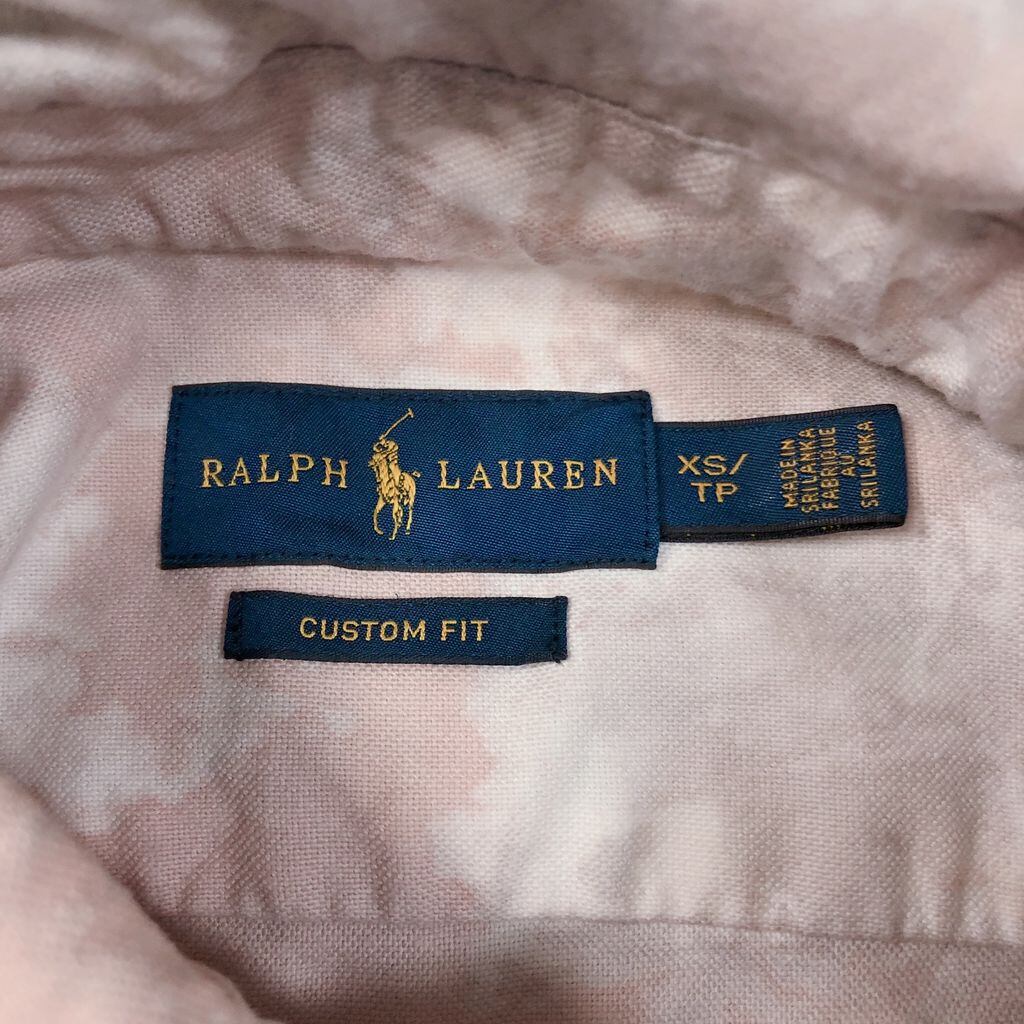 RALPH LAUREN
XS/
TP
MADE IN
SRI LANKA
FABRIQUE
AU
SRI LANKA
CUSTOM FIT